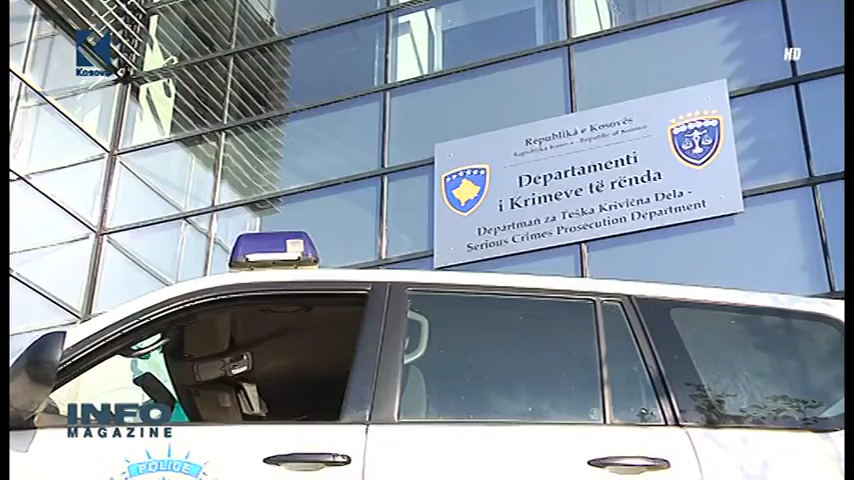 Kosova
HD
Republika e Kosovës
Republika Kosova - Republic of Kosovo
Departamenti
i Krimeve të rënda
Departman za Teška Krivična Dela -
Serious Crimes Prosecution Department
INFO
MAGAZINE
POLICE